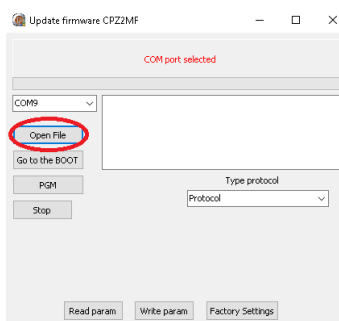 Update firmware CPZ2MF
COM port selected
COM9
Open File
Go to the BOOT
PGM
Type protocol
Protocol
Stop
Read param Write param Factory Settings